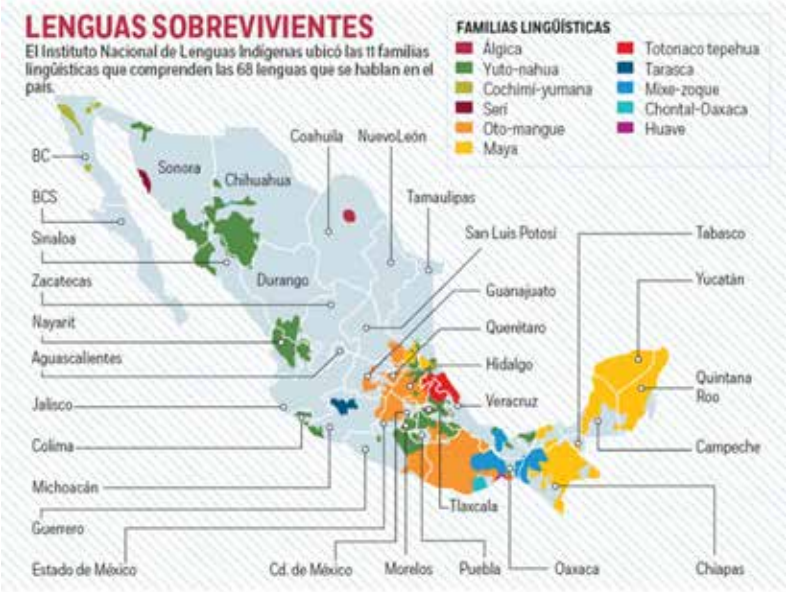 LENGUAS SOBREVIVIENTES
El Instituto Nacional de Lenguas Indígenas ubicó las 11 familias
lingüísticas que comprenden las 68 lenguas que se hablan en el
país.
FAMILIAS LINGÜÍSTICAS
Álgica
Yuto-nahua
Cochimí-yumana
Seri
Oto-mangue
Maya
Totonaco tepehua
Tarasca
Mixe-zoque
Chontal-Oaxaca
Huave
Coahuila
NuevoLeón
BC
Sonora
Chihuahua
BCS
Tamaulipas
Sinaloa
San Luis Potosí
Tabasco
Zacatecas
Durango
Guanajuato
Yucatán
Nayarit
Querétaro
Aguascalientes
Hidalgo
Quintana
Roo
Jalisco
Veracruz
Colima
Campeche
Michoacán
Tlaxcala
Guerrero
Estado de México
Cd. de México
Morelos
Puebla
Oaxaca
Chiapas